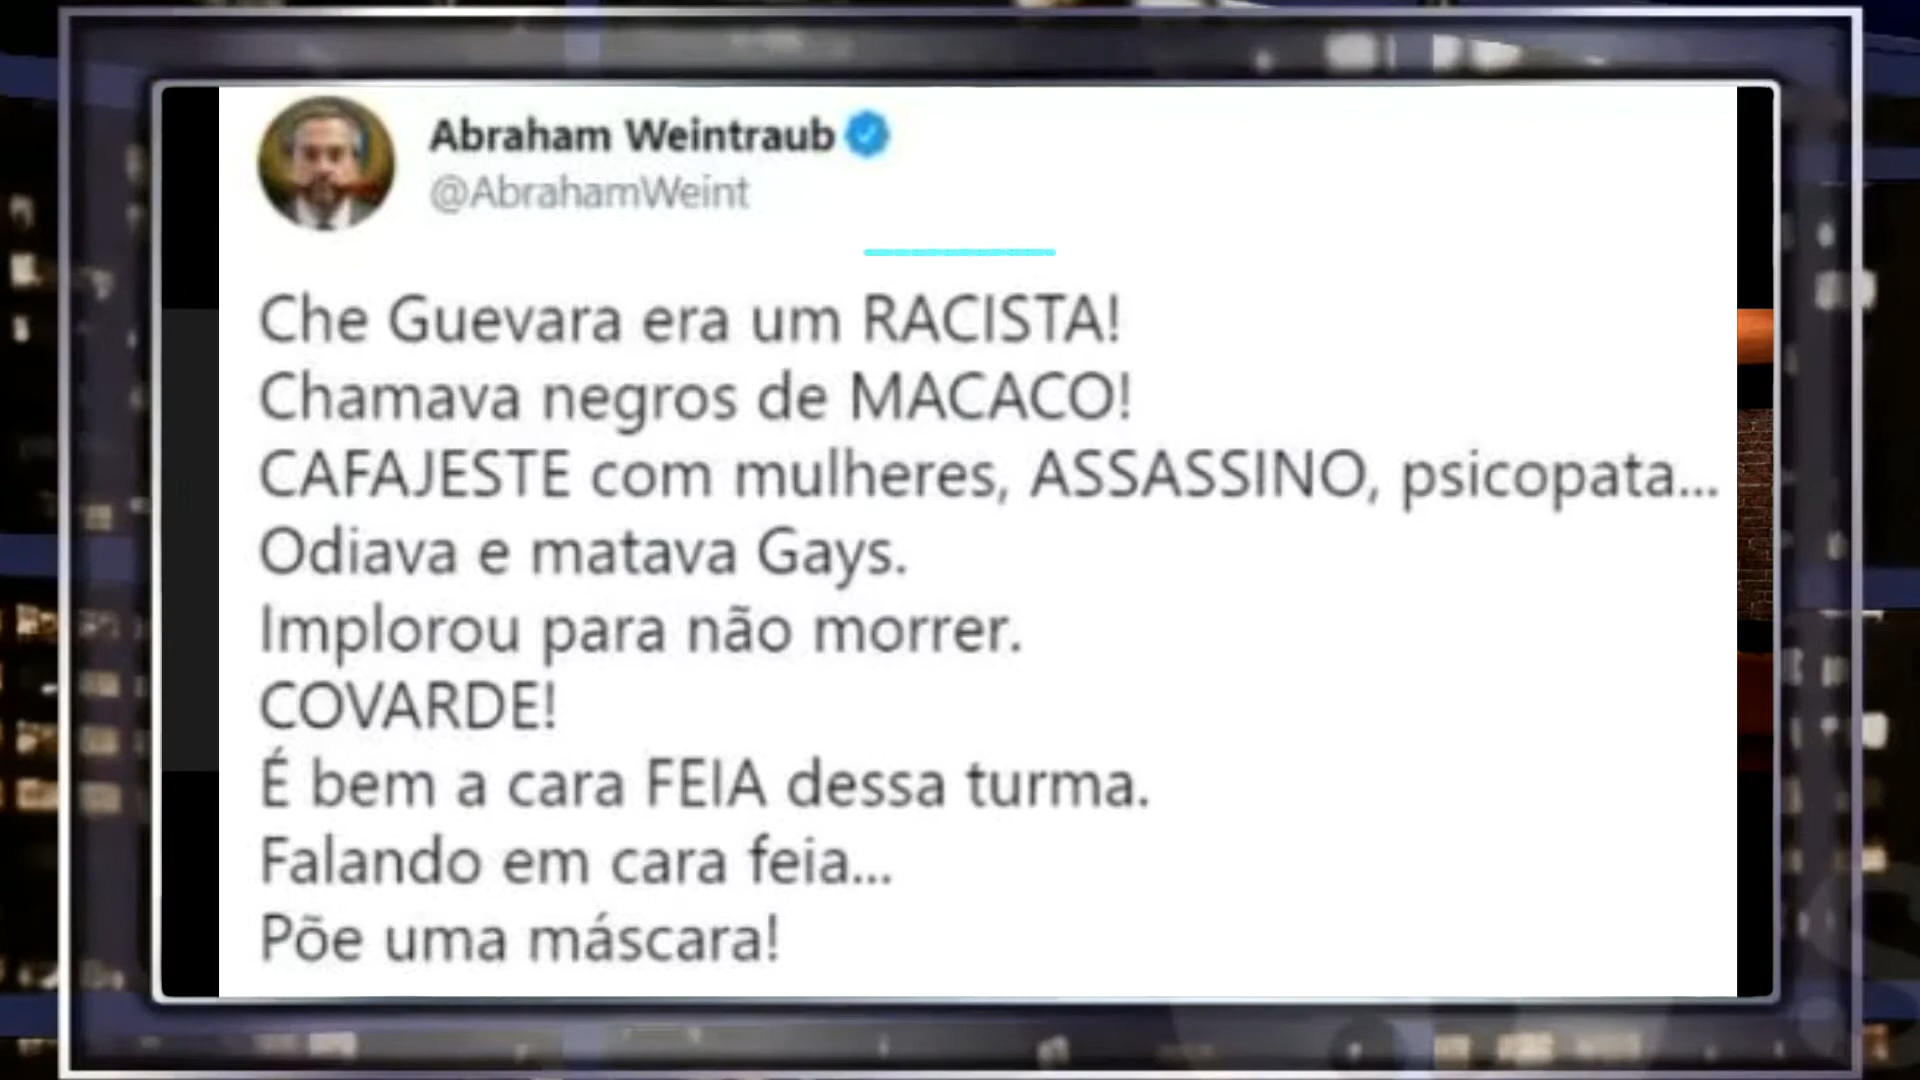 Abraham Weintraub
@AbrahamWeint
Che Guevara era um RACISTA!
Chamava negros de MACACO!
CAFAJESTE com mulheres, ASSASSINO, psicopata...
Odiava e matava Gays.
Implorou para não morrer.
COVARDE!
É bem a cara FEIA dessa turma.
Falando em cara feia...
Põe uma máscara!